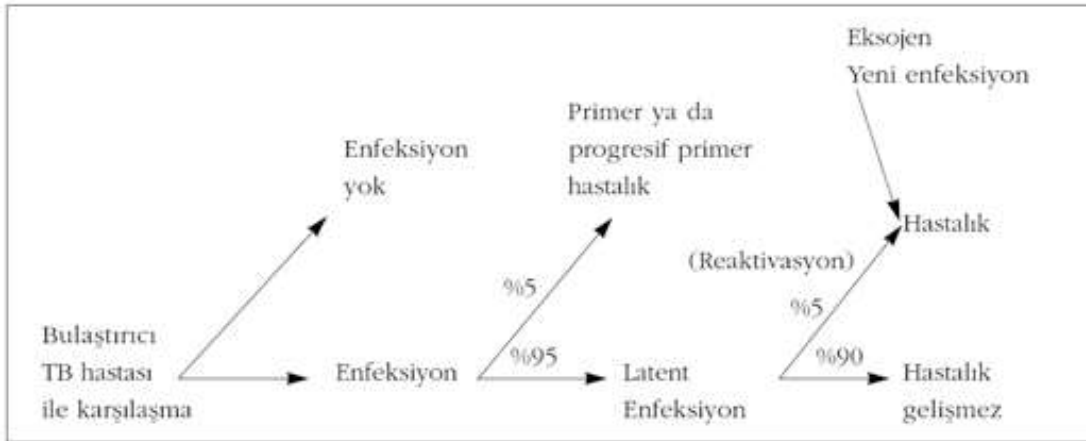 Eksojen
Yeni enfeksiyon
Primer ya da
progresif primer
hastalık
Enfeksiyon
yok
Hastalık
(Reaktivasyon)
%5
%5
Bulaştırıcı
TB hastası
ile karşılaşma
Enfeksiyon
%95
Latent
Enfeksiyon
%90
Hastalık
gelişmez